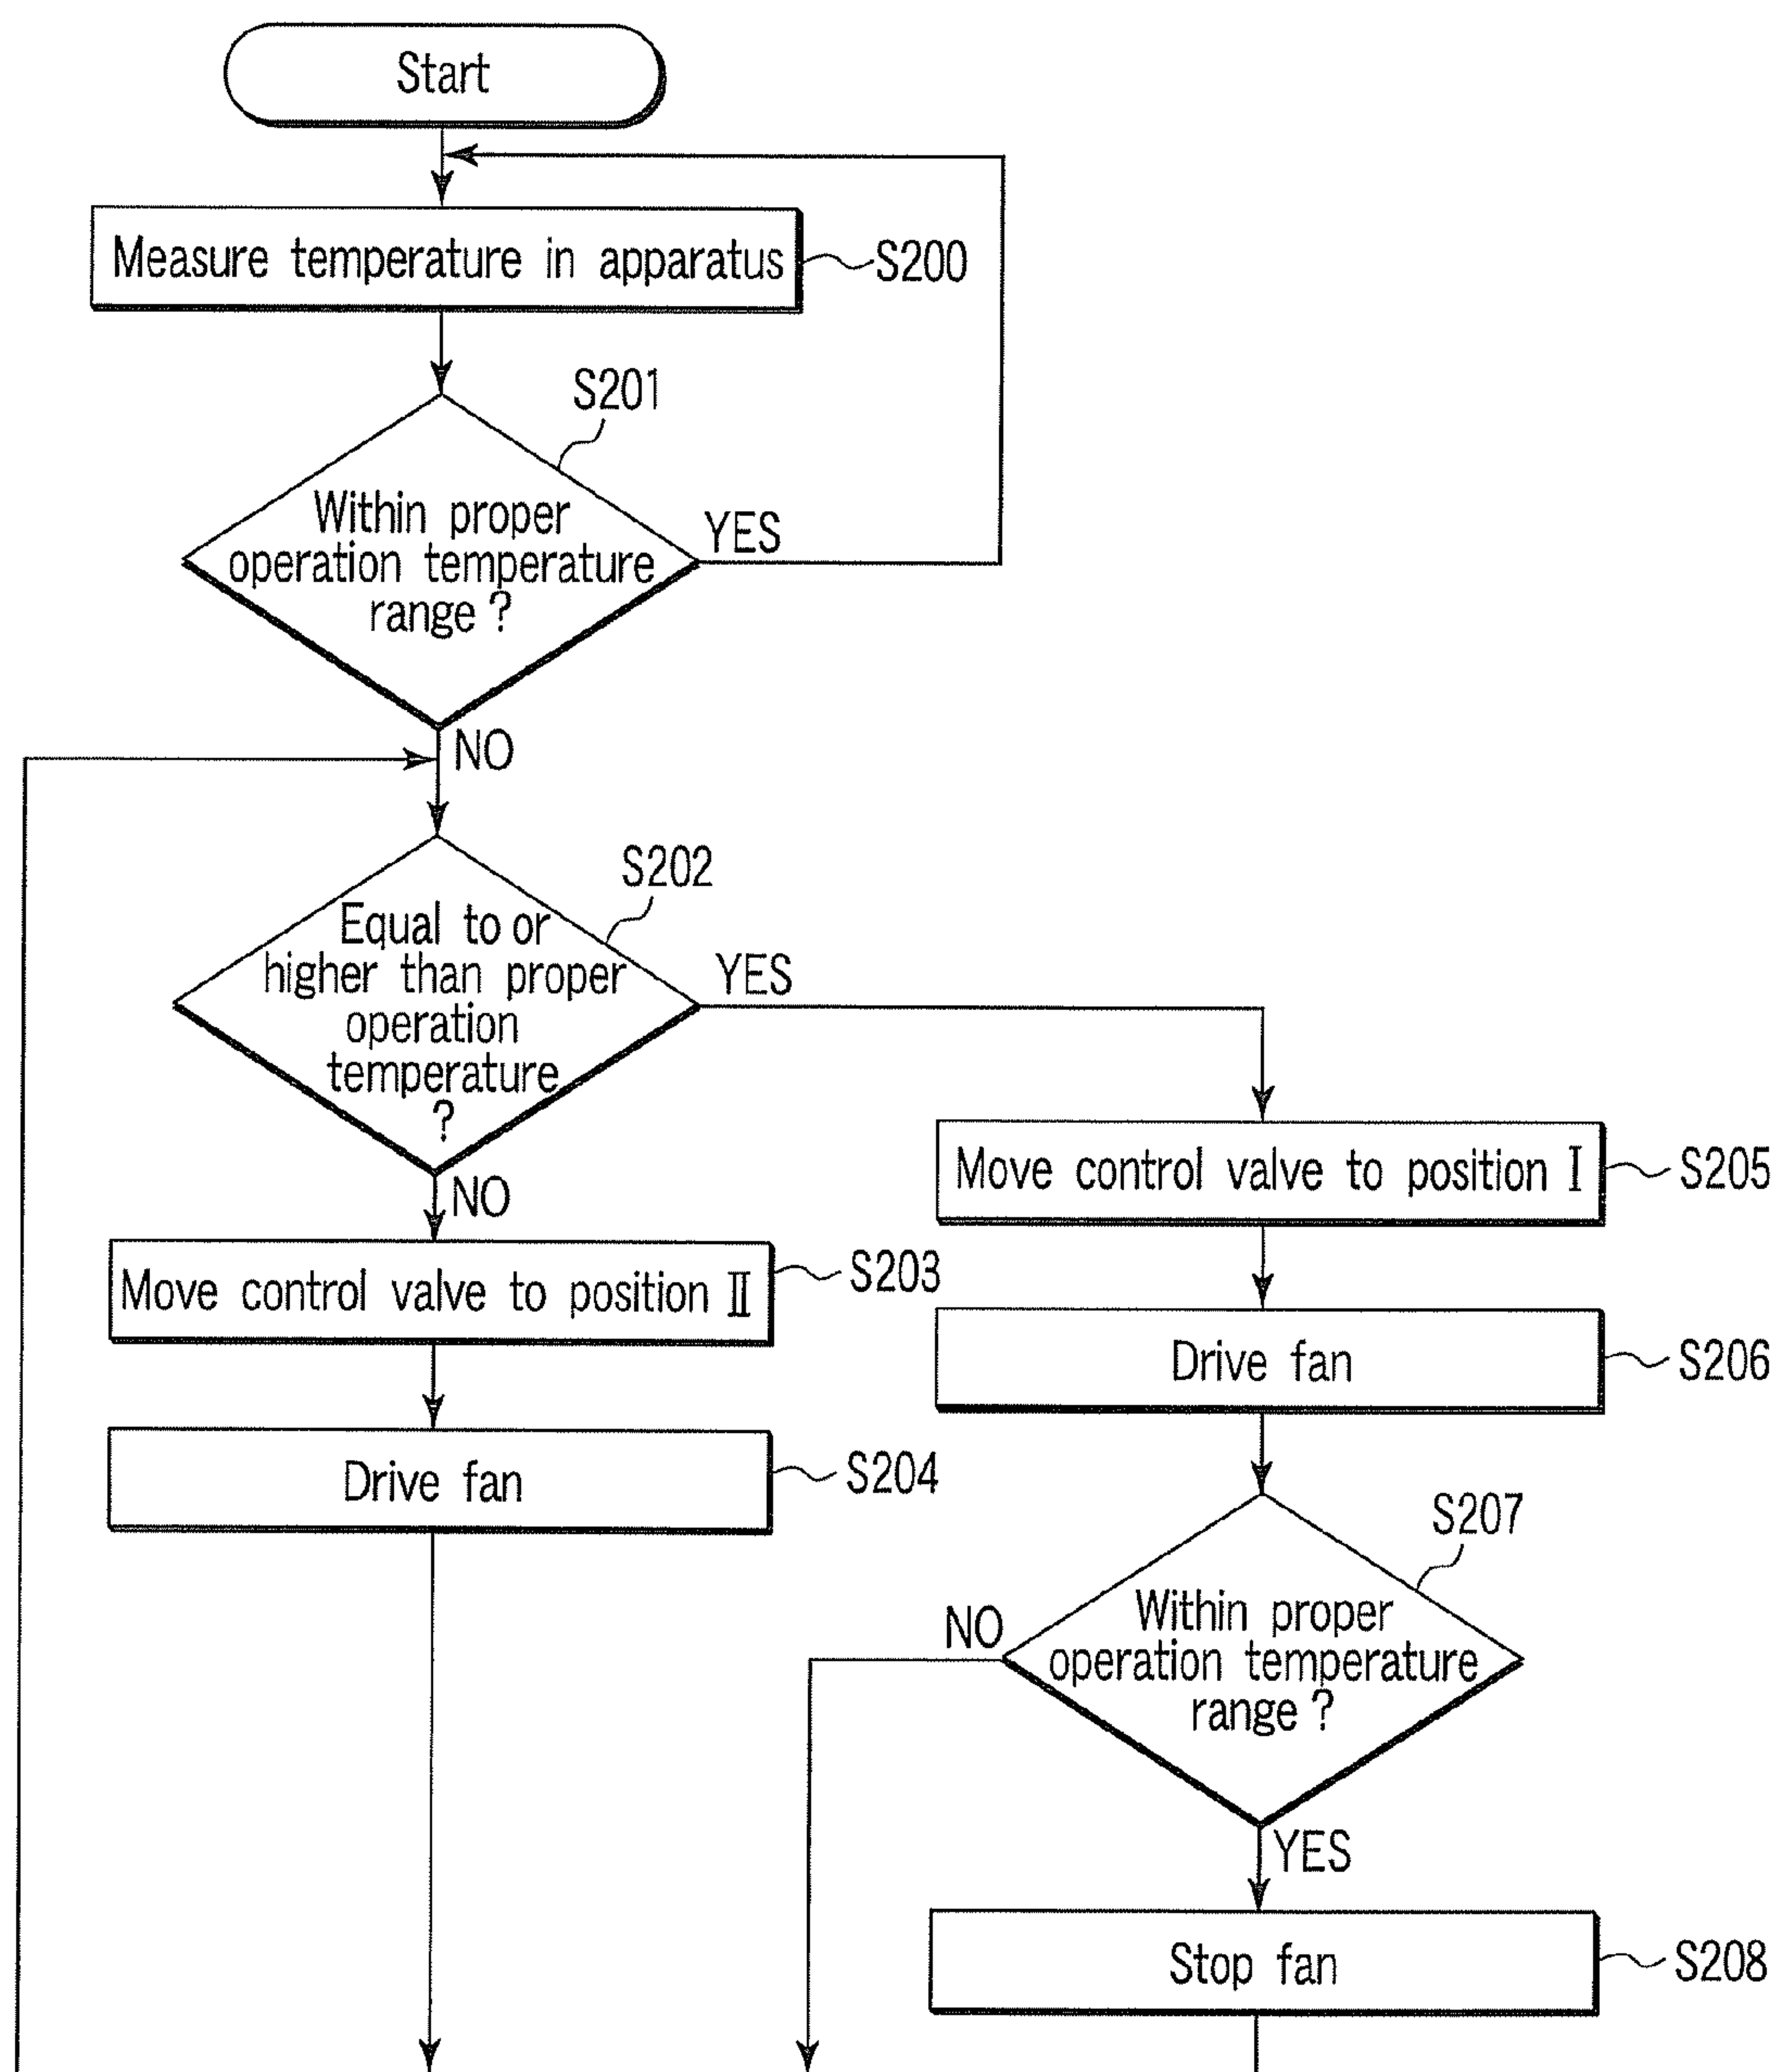 Start
Measure temperature in apparatus
S200
S201
Within proper
operation temperature
range ?
YES
NO
S202
Equal to or
higher than proper
operation
temperature
?
YES
NO
Move control valve to position Ⅱ
S203
Drive fan
S204
Move control valve to position Ⅰ
S205
Drive fan
S206
S207
Within proper
operation temperature
range ?
NO
YES
Stop fan
S208